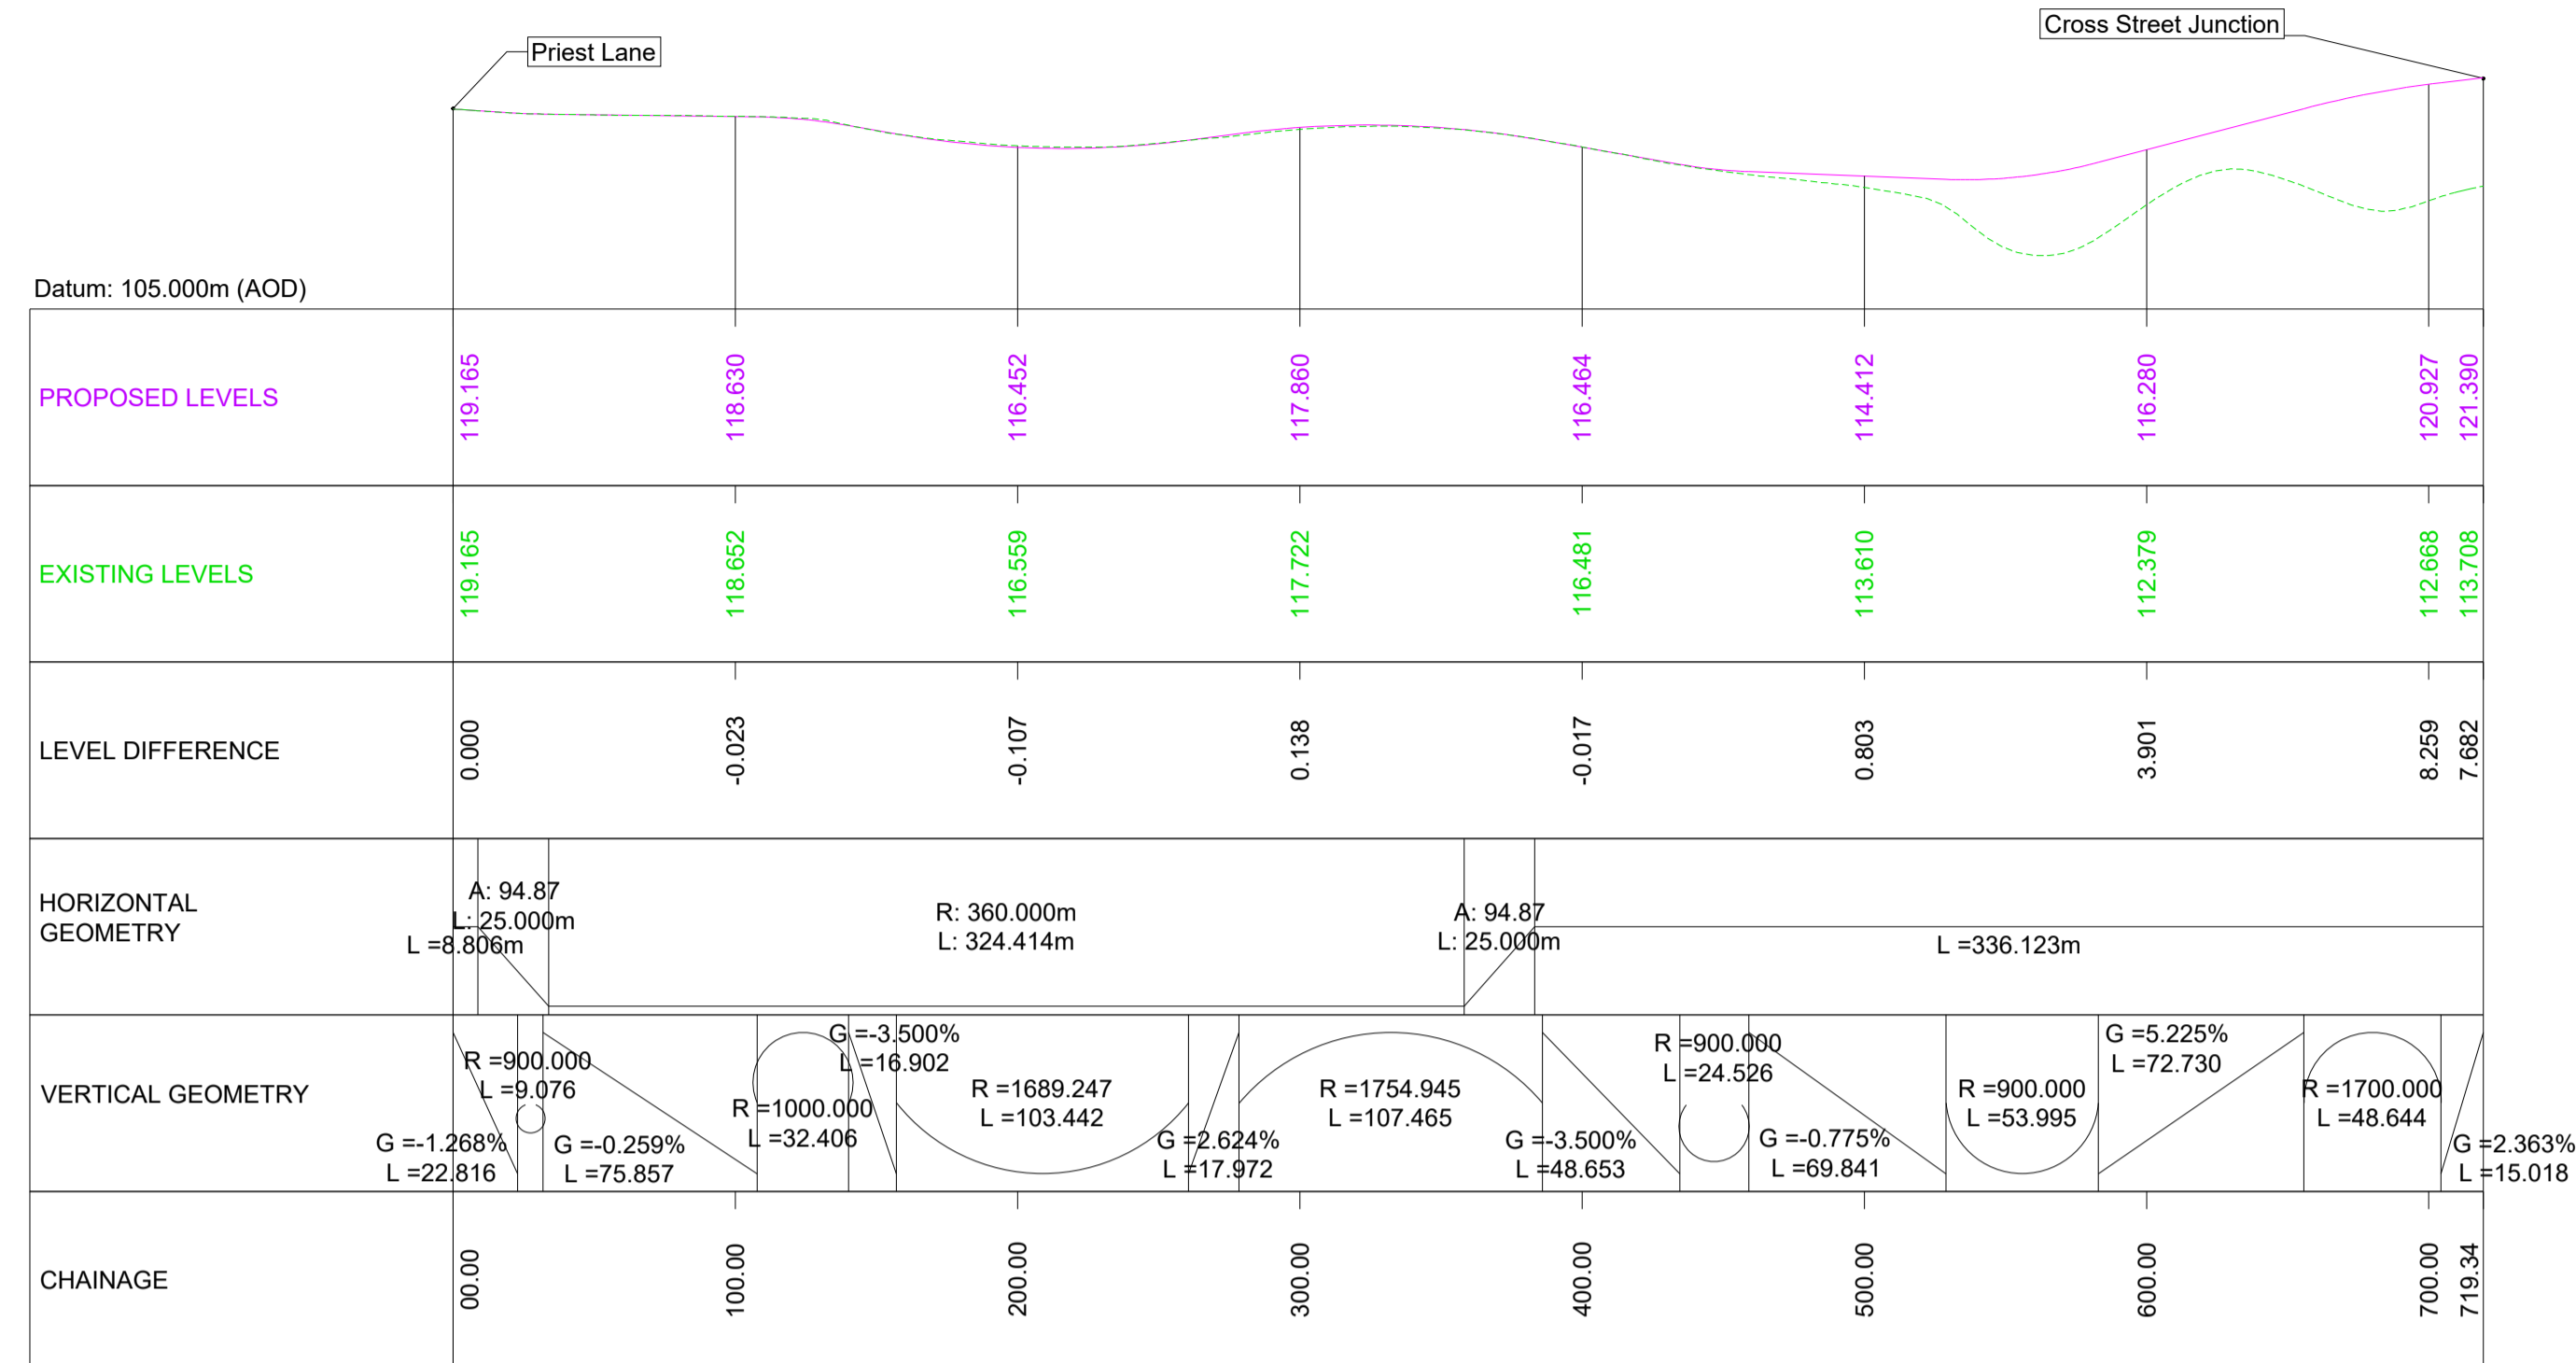 Cross Street Junction
Priest Lane
Datum: 105.000m (AOD)
PROPOSED LEVELS
119.165
118.630
116.452
117.860
116.464
114.412
116.280
120.927
121.390
EXISTING LEVELS
119.165
118.652
116.559
117.722
116.481
113.610
112.379
112.668
113.708
LEVEL DIFFERENCE
0.000
-0.023
-0.107
0.138
-0.017
0.803
3.901
8.259
7.682
HORIZONTAL
GEOMETRY
L =8.806m
A: 94.87
L: 25.000m
R: 360.000m
L: 324.414m
A: 94.87
L: 25.000m
L =336.123m
VERTICAL GEOMETRY
G =-1.268%
L =22.816
R =900.000
L =9.076
G =-0.259%
L =75.857
R =1000.000
L =32.406
G =-3.500%
L =16.902
R =1689.247
L =103.442
G =2.624%
L =17.972
R =1754.945
L =107.465
G =-3.500%
L =48.653
R =900.000
L =24.526
G =-0.775%
L =69.841
R =900.000
L =53.995
G =5.225%
L =72.730
R =1700.000
L =48.644
G =2.363%
L =15.018
CHAINAGE
000.00
100.00
200.00
300.00
400.00
500.00
600.00
700.00
719.34